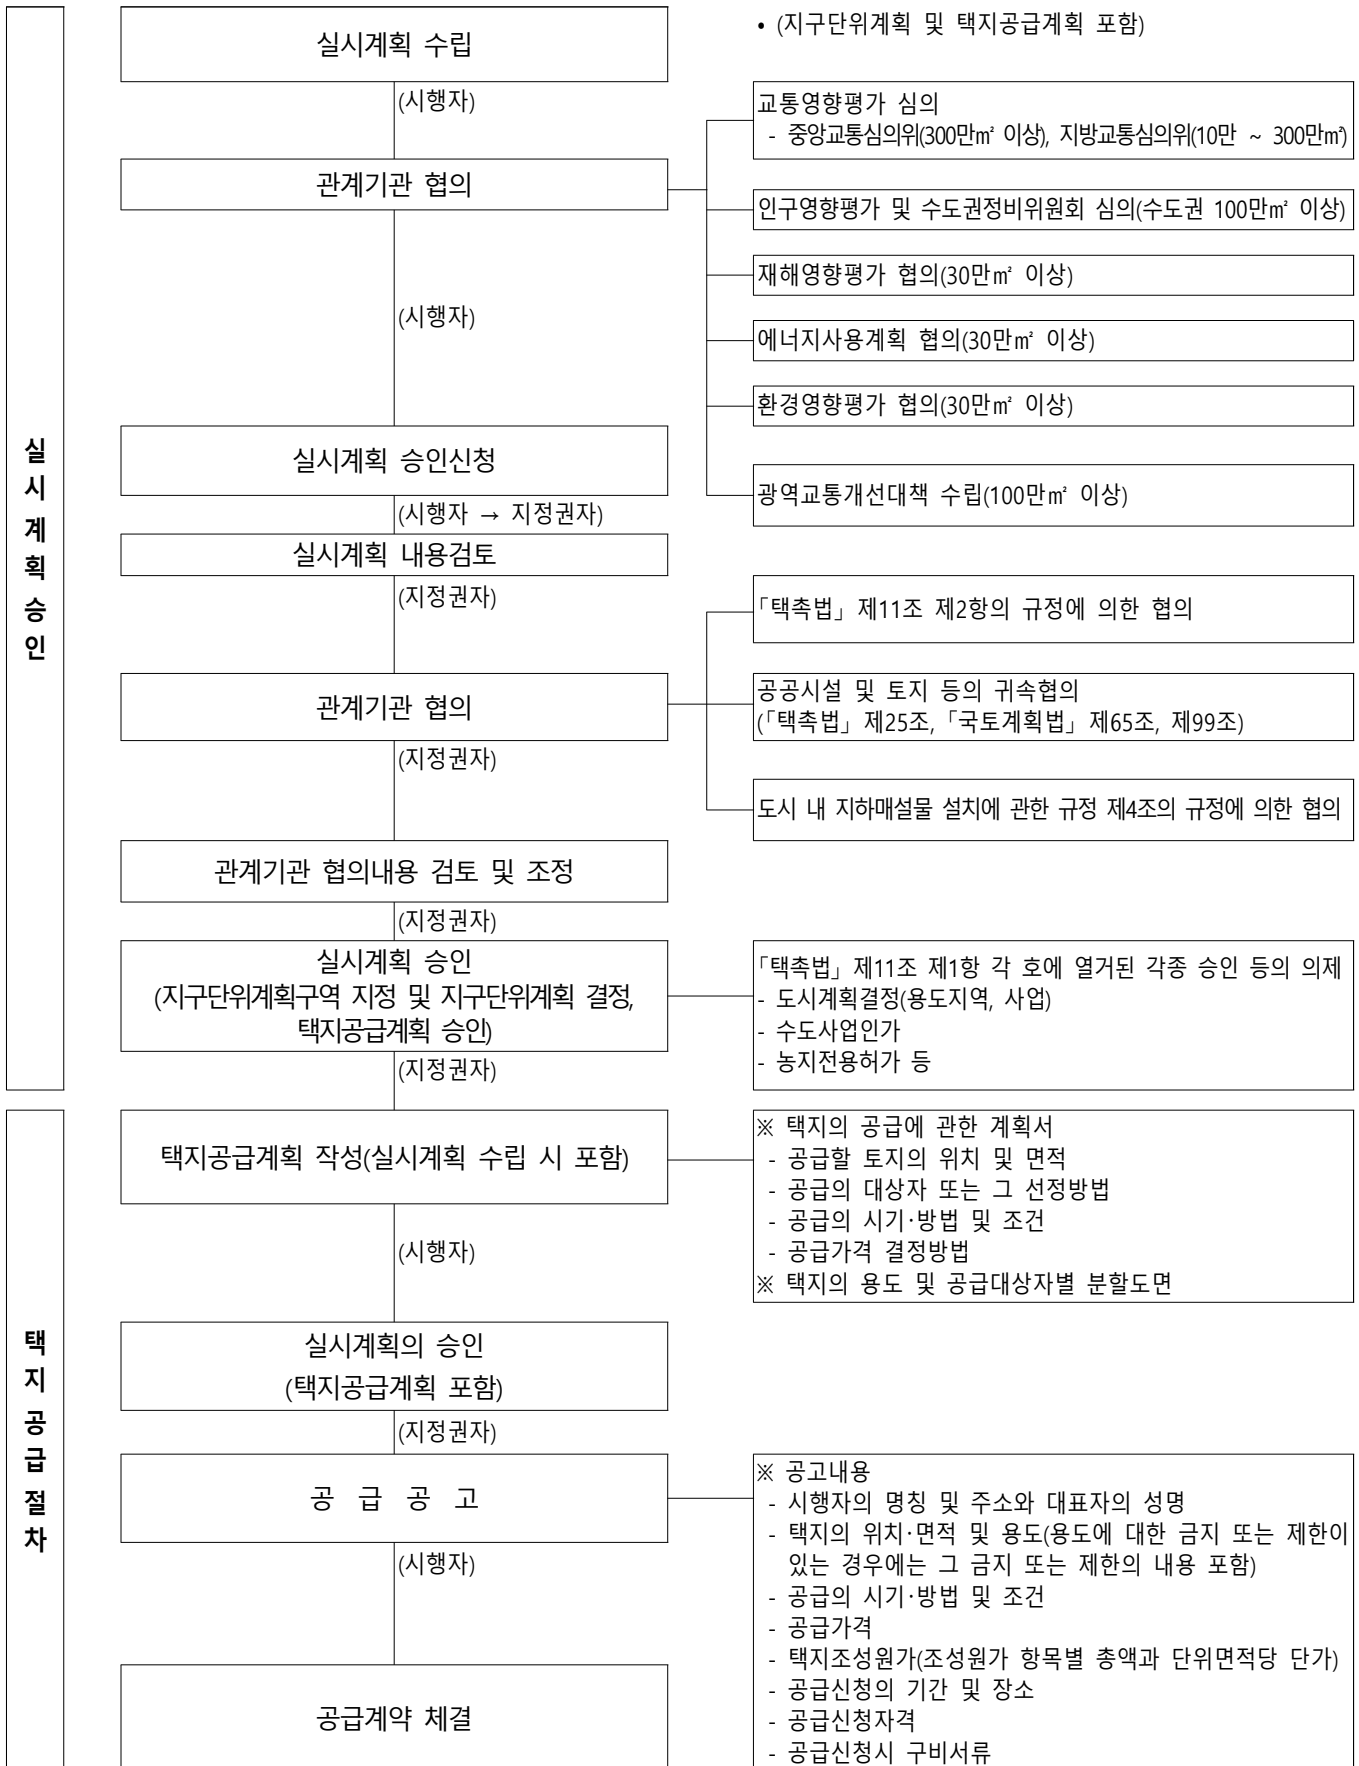 실시계획승인
실시계획 수립
• (지구단위계획 및 택지공급계획 포함)
(시행자)
교통영향평가 심의
- 중앙교통심의위(300만㎡ 이상), 지방교통심의위(10만 ~ 300만㎡)
관계기관 협의
인구영향평가 및 수도권정비위원회 심의(수도권 100만㎡ 이상)
재해영향평가 협의(30만㎡ 이상)
(시행자)
에너지사용계획 협의(30만㎡ 이상)
환경영향평가 협의(30만㎡ 이상)
실시계획 승인신청
광역교통개선대책 수립(100만㎡ 이상)
(시행자 → 지정권자)
실시계획 내용검토
(지정권자)
「택촉법」 제11조 제2항의 규정에 의한 협의
관계기관 협의
공공시설 및 토지 등의 귀속협의
(「택촉법」 제25조, 「국토계획법」 제65조, 제99조)
(지정권자)
도시 내 지하매설물 설치에 관한 규정 제4조의 규정에 의한 협의
관계기관 협의내용 검토 및 조정
(지정권자)
실시계획 승인
(지구단위계획구역 지정 및 지구단위계획 결정,
택지공급계획 승인)
「택촉법」 제11조 제1항 각 호에 열거된 각종 승인 등의 의제
- 도시계획결정(용도지역, 사업)
- 수도사업인가
- 농지전용허가 등
(지정권자)
택지공급절차
택지공급계획 작성(실시계획 수립 시 포함)
※ 택지의 공급에 관한 계획서
- 공급할 토지의 위치 및 면적
- 공급의 대상자 또는 그 선정방법
- 공급의 시기·방법 및 조건
- 공급가격 결정방법
※ 택지의 용도 및 공급대상자별 분할도면
(시행자)
실시계획의 승인
(택지공급계획 포함)
(지정권자)
공 급 공 고
※ 공고내용
- 시행자의 명칭 및 주소와 대표자의 성명
- 택지의 위치·면적 및 용도(용도에 대한 금지 또는 제한이
있는 경우에는 그 금지 또는 제한의 내용 포함)
- 공급의 시기·방법 및 조건
- 공급가격
- 택지조성원가(조성원가 항목별 총액과 단위면적당 단가)
- 공급신청의 기간 및 장소
- 공급신청자격
- 공급신청시 구비서류
(시행자)
공급계약 체결